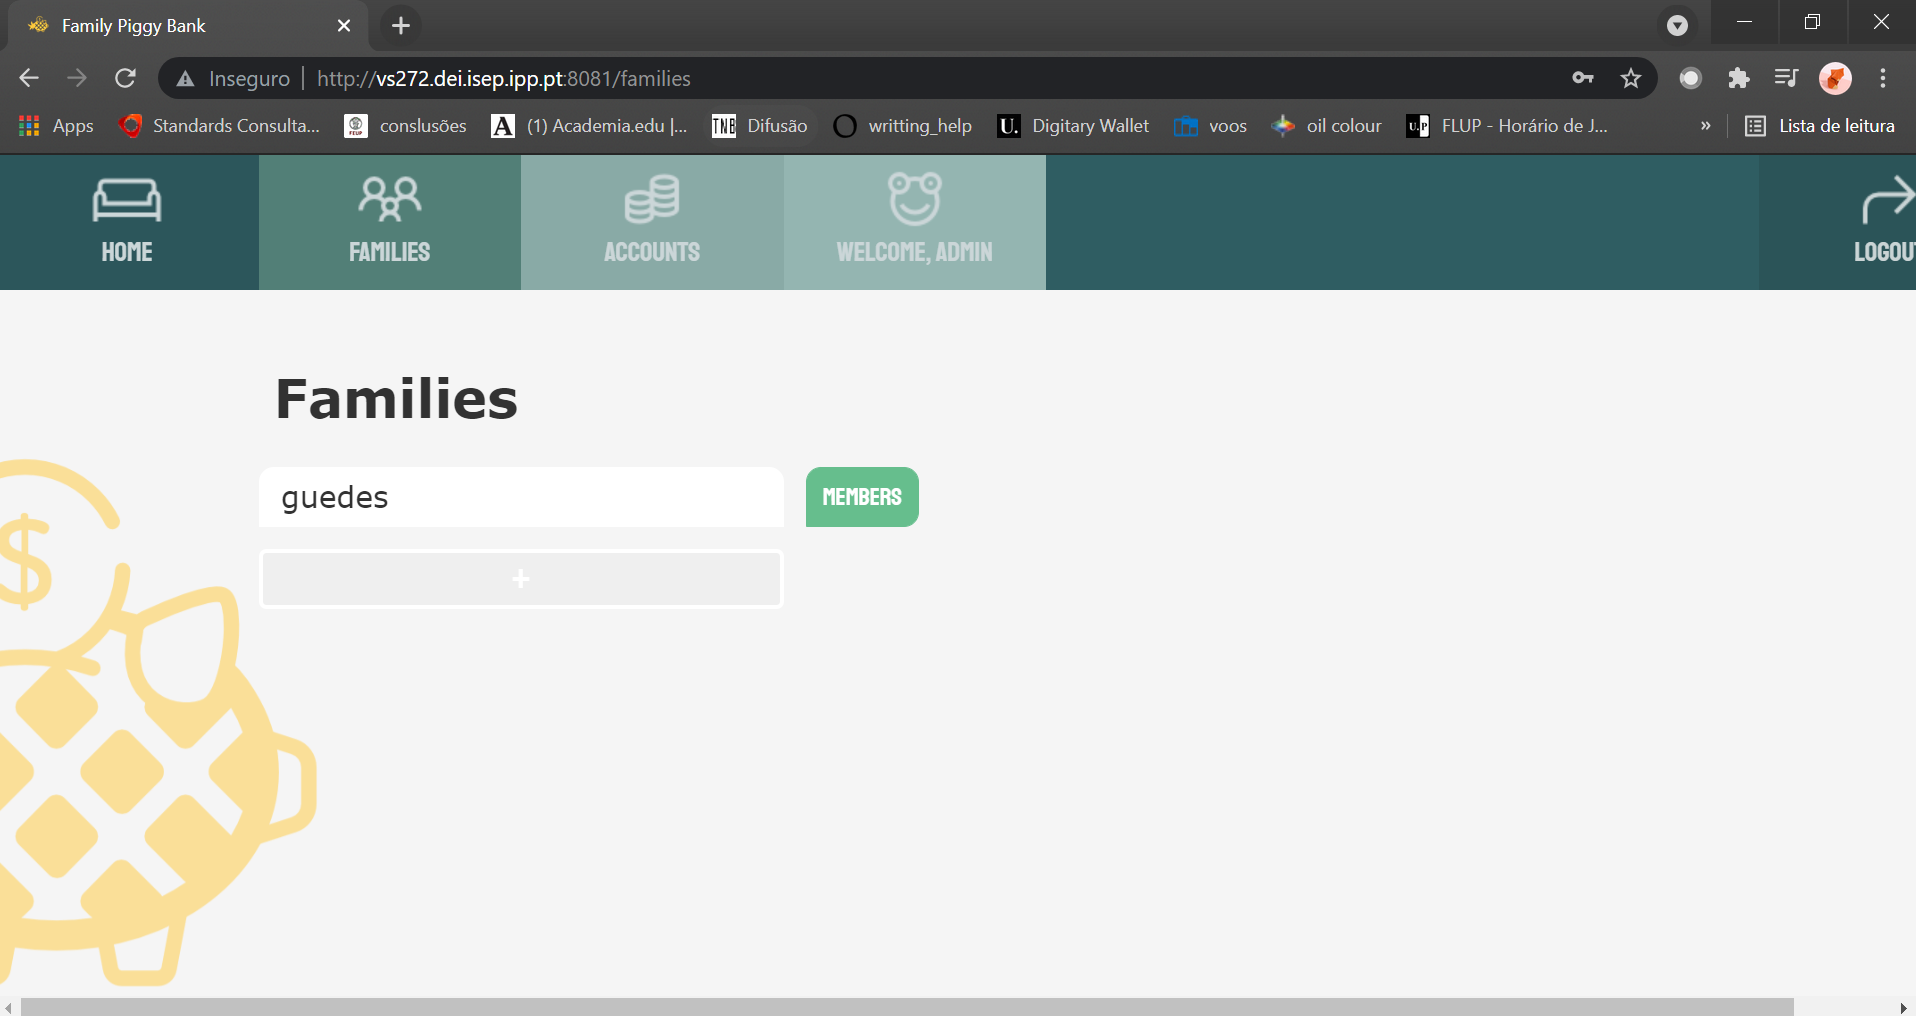 Family Piggy Bank
Inseguro | http://vs272.dei.isep.ipp.pt:8081/families
Apps Standards Consulta... conslusões (1) Academia.edu |... Difusão writting_help Digitary Wallet voos oil colour FLUP - Horário de J... » Lista de leitura
HOME FAMILIES ACCOUNTS WELCOME, ADMIN LOGOUT
Families
guedes MEMBERS
+
$